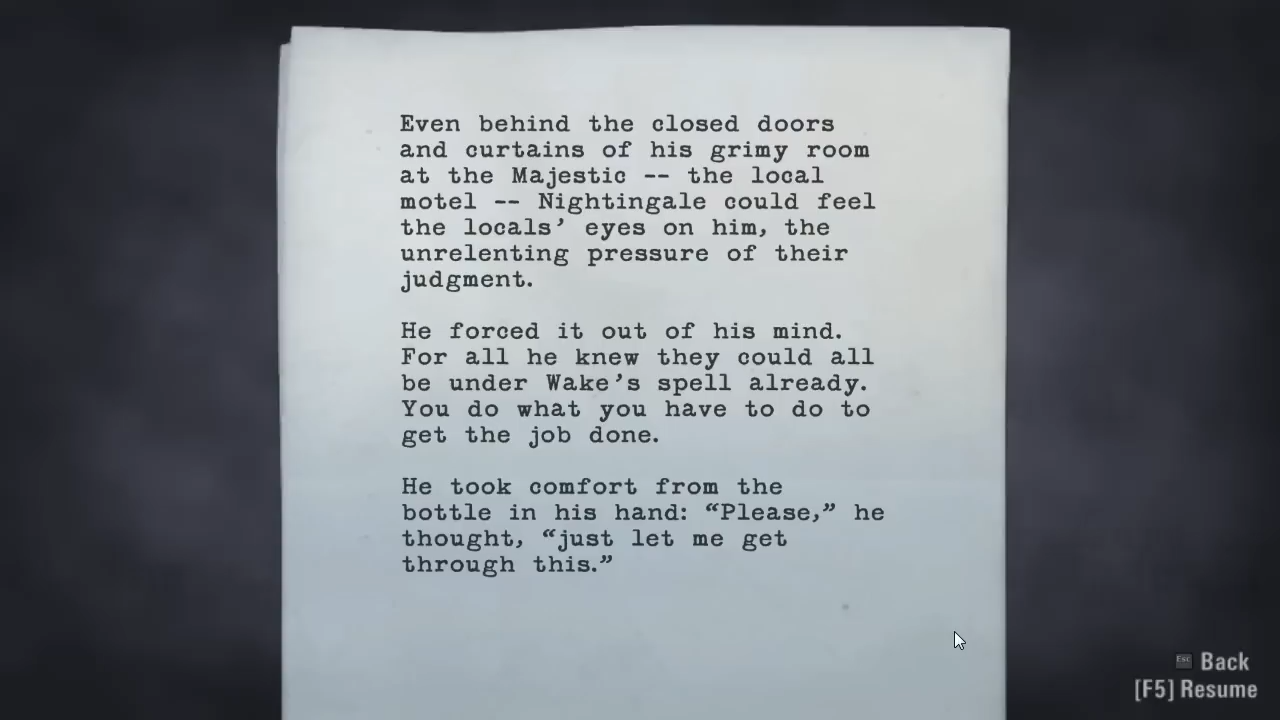 Even behind the closed doors
and curtains of his grimy room
at the Majestic -- the local
motel -- Nightingale could feel
the locals’ eyes on him, the
unrelenting pressure of their
judgment.
He forced it out of his mind.
For all he knew they could all
be under Wake’s spell already.
You do what you have to do to
get the job done.
He took comfort from the
bottle in his hand: “Please,” he
thought, “just let me get
through this.”
Esc Back
[F5] Resume